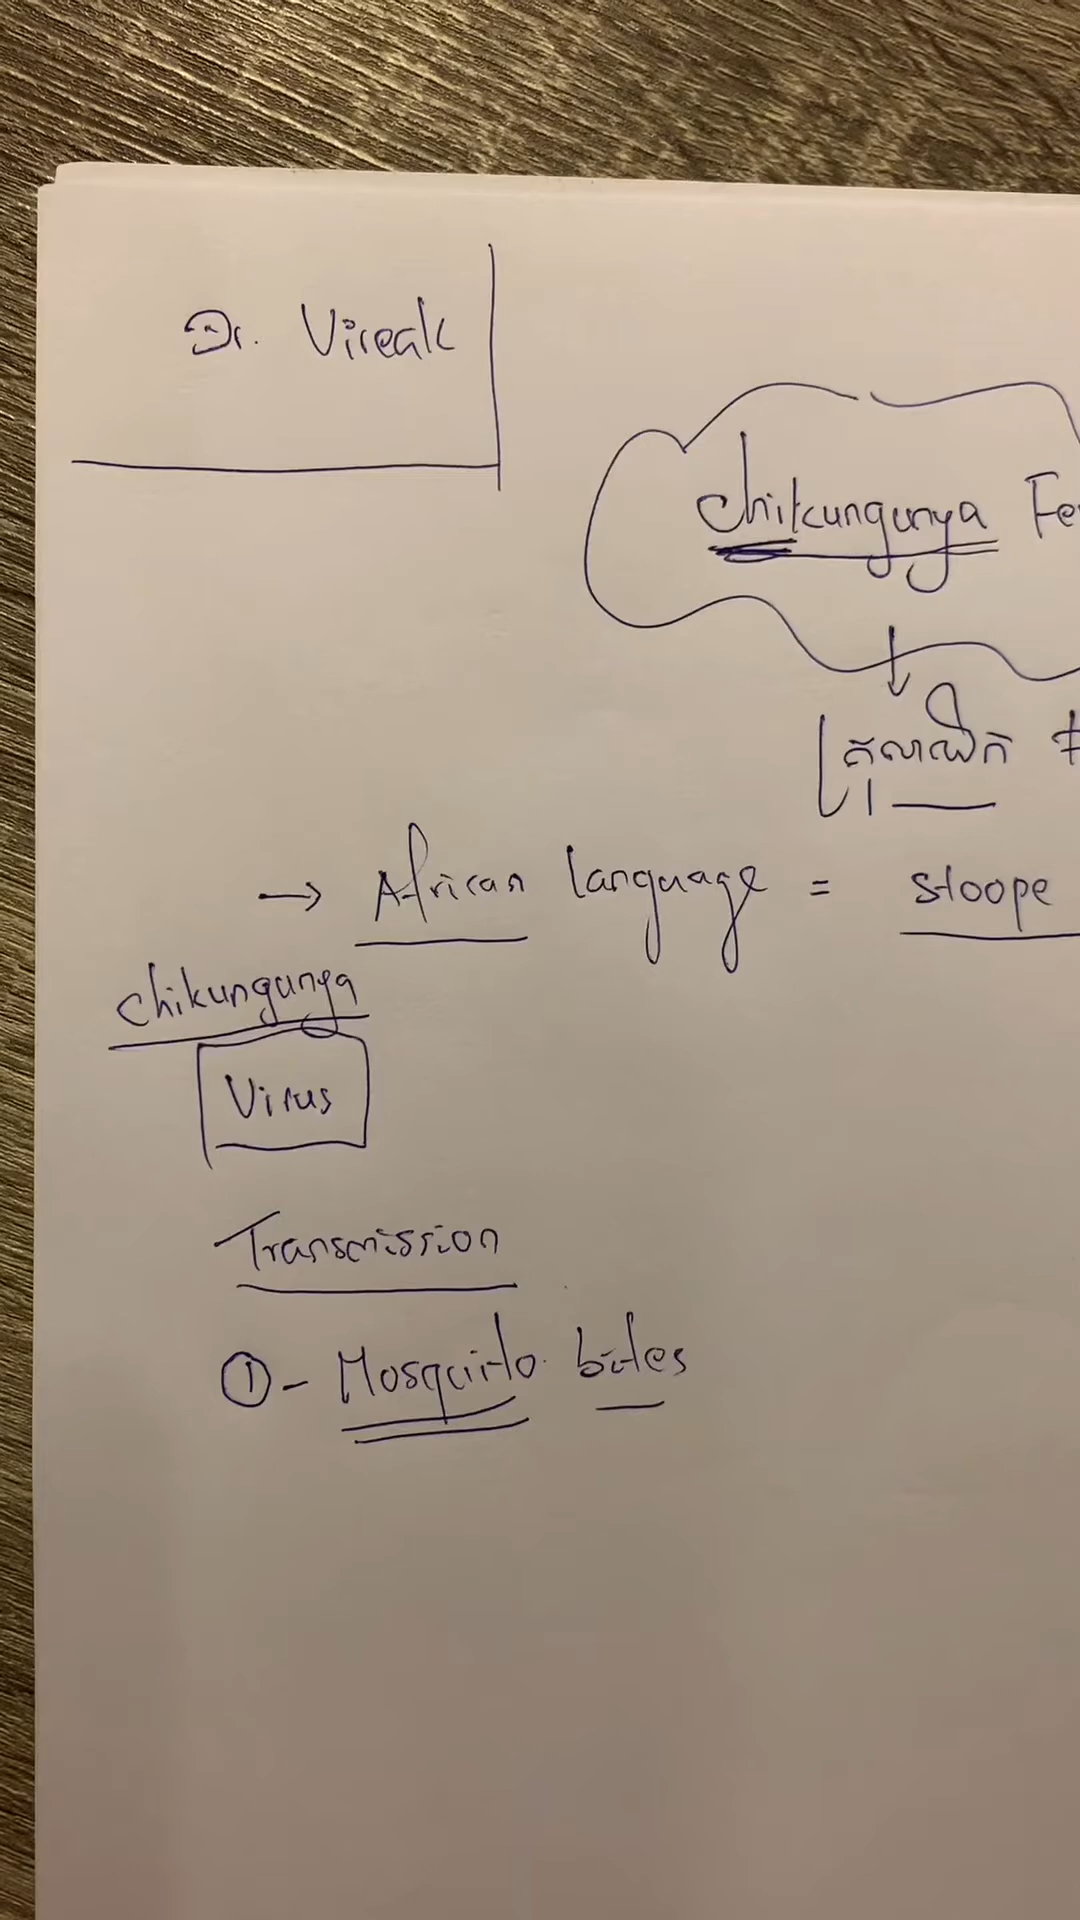 Dr. Vireak
Chikungunya Fe
គ្រុនឈីក
→ African language = stoope
chikungunya
Virus
Transmission
① - Mosquito bites